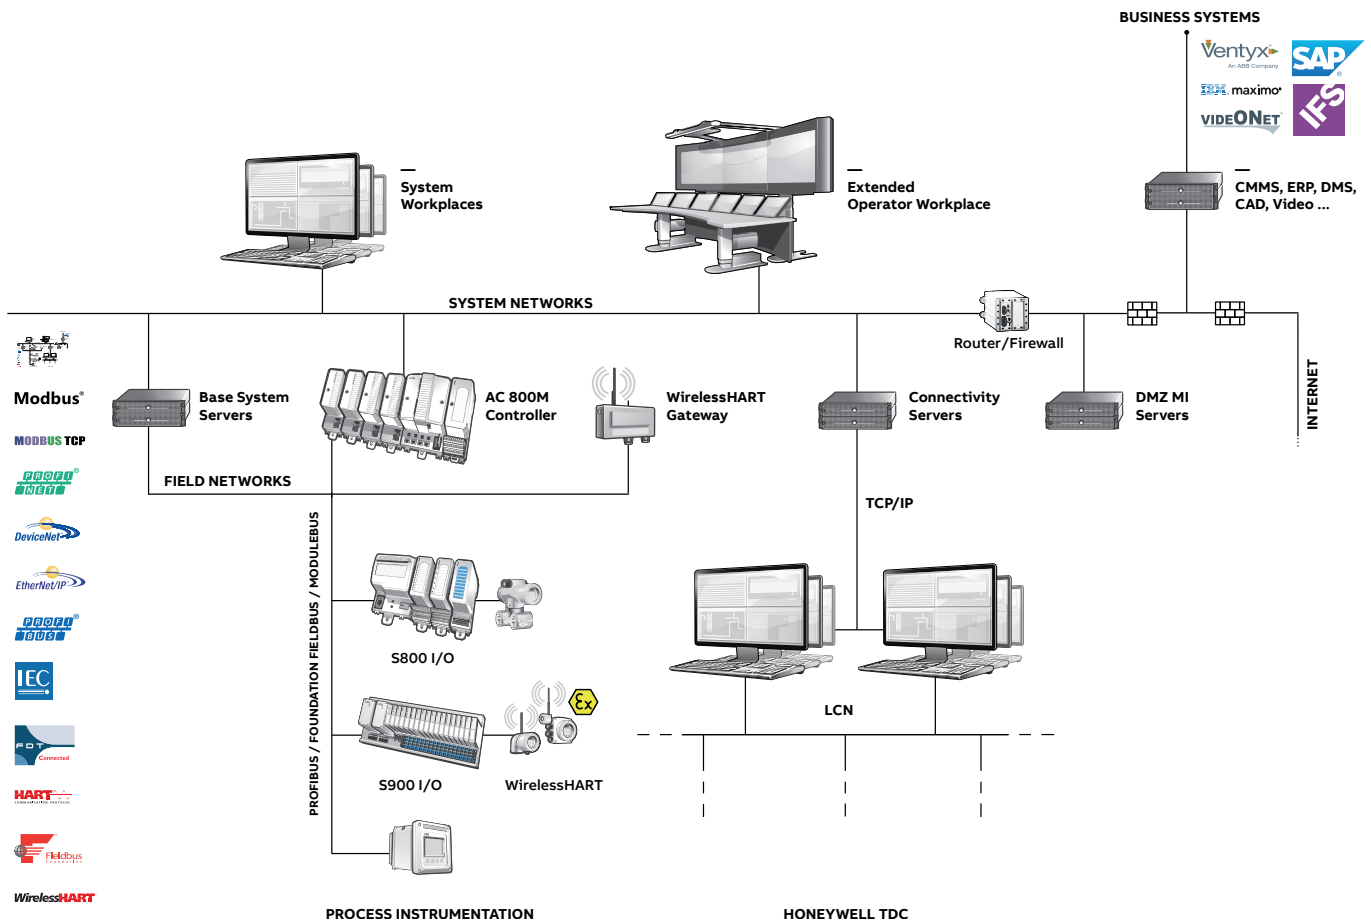 BUSINESS SYSTEMS
Ventyx
An ABB Company
SAP
IBM. maximo
IFS
VIDEONET
System
Workplaces
Extended
Operator Workplace
CMMS, ERP, DMS,
CAD, Video ...
SYSTEM NETWORKS
Router/Firewall
INTERNET
Modbus®
Base System
Servers
AC 800M
Controller
WirelessHART
Gateway
Connectivity
Servers
DMZ MI
Servers
MODBUS TCP
PROFI
NET
FIELD NETWORKS
TCP/IP
DeviceNet
EtherNet/IP
PROFI
BUS
PROFIBUS / FOUNDATION FIELDBUS / MODULEBUS
S800 I/O
IEC
Ex
LCN
FDT
Connected
S900 I/O
WirelessHART
HART
COMMUNICATION PROTOCOL
Fieldbus
Foundation
WirelessHART
PROCESS INSTRUMENTATION
HONEYWELL TDC